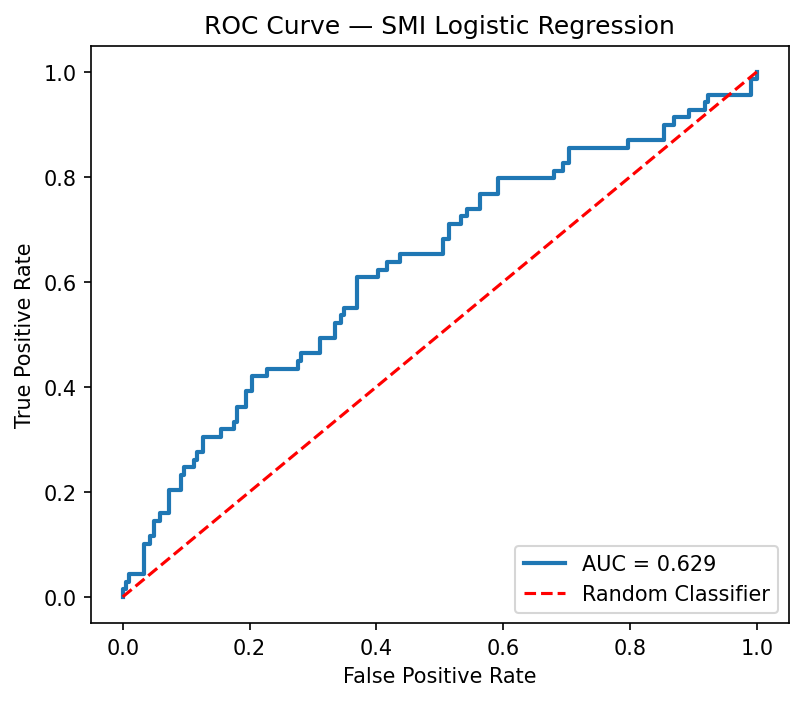 ROC Curve — SMI Logistic Regression
True Positive Rate
1.0
0.8
0.6
0.4
0.2
0.0
AUC = 0.629
Random Classifier
0.0 0.2 0.4 0.6 0.8 1.0
False Positive Rate